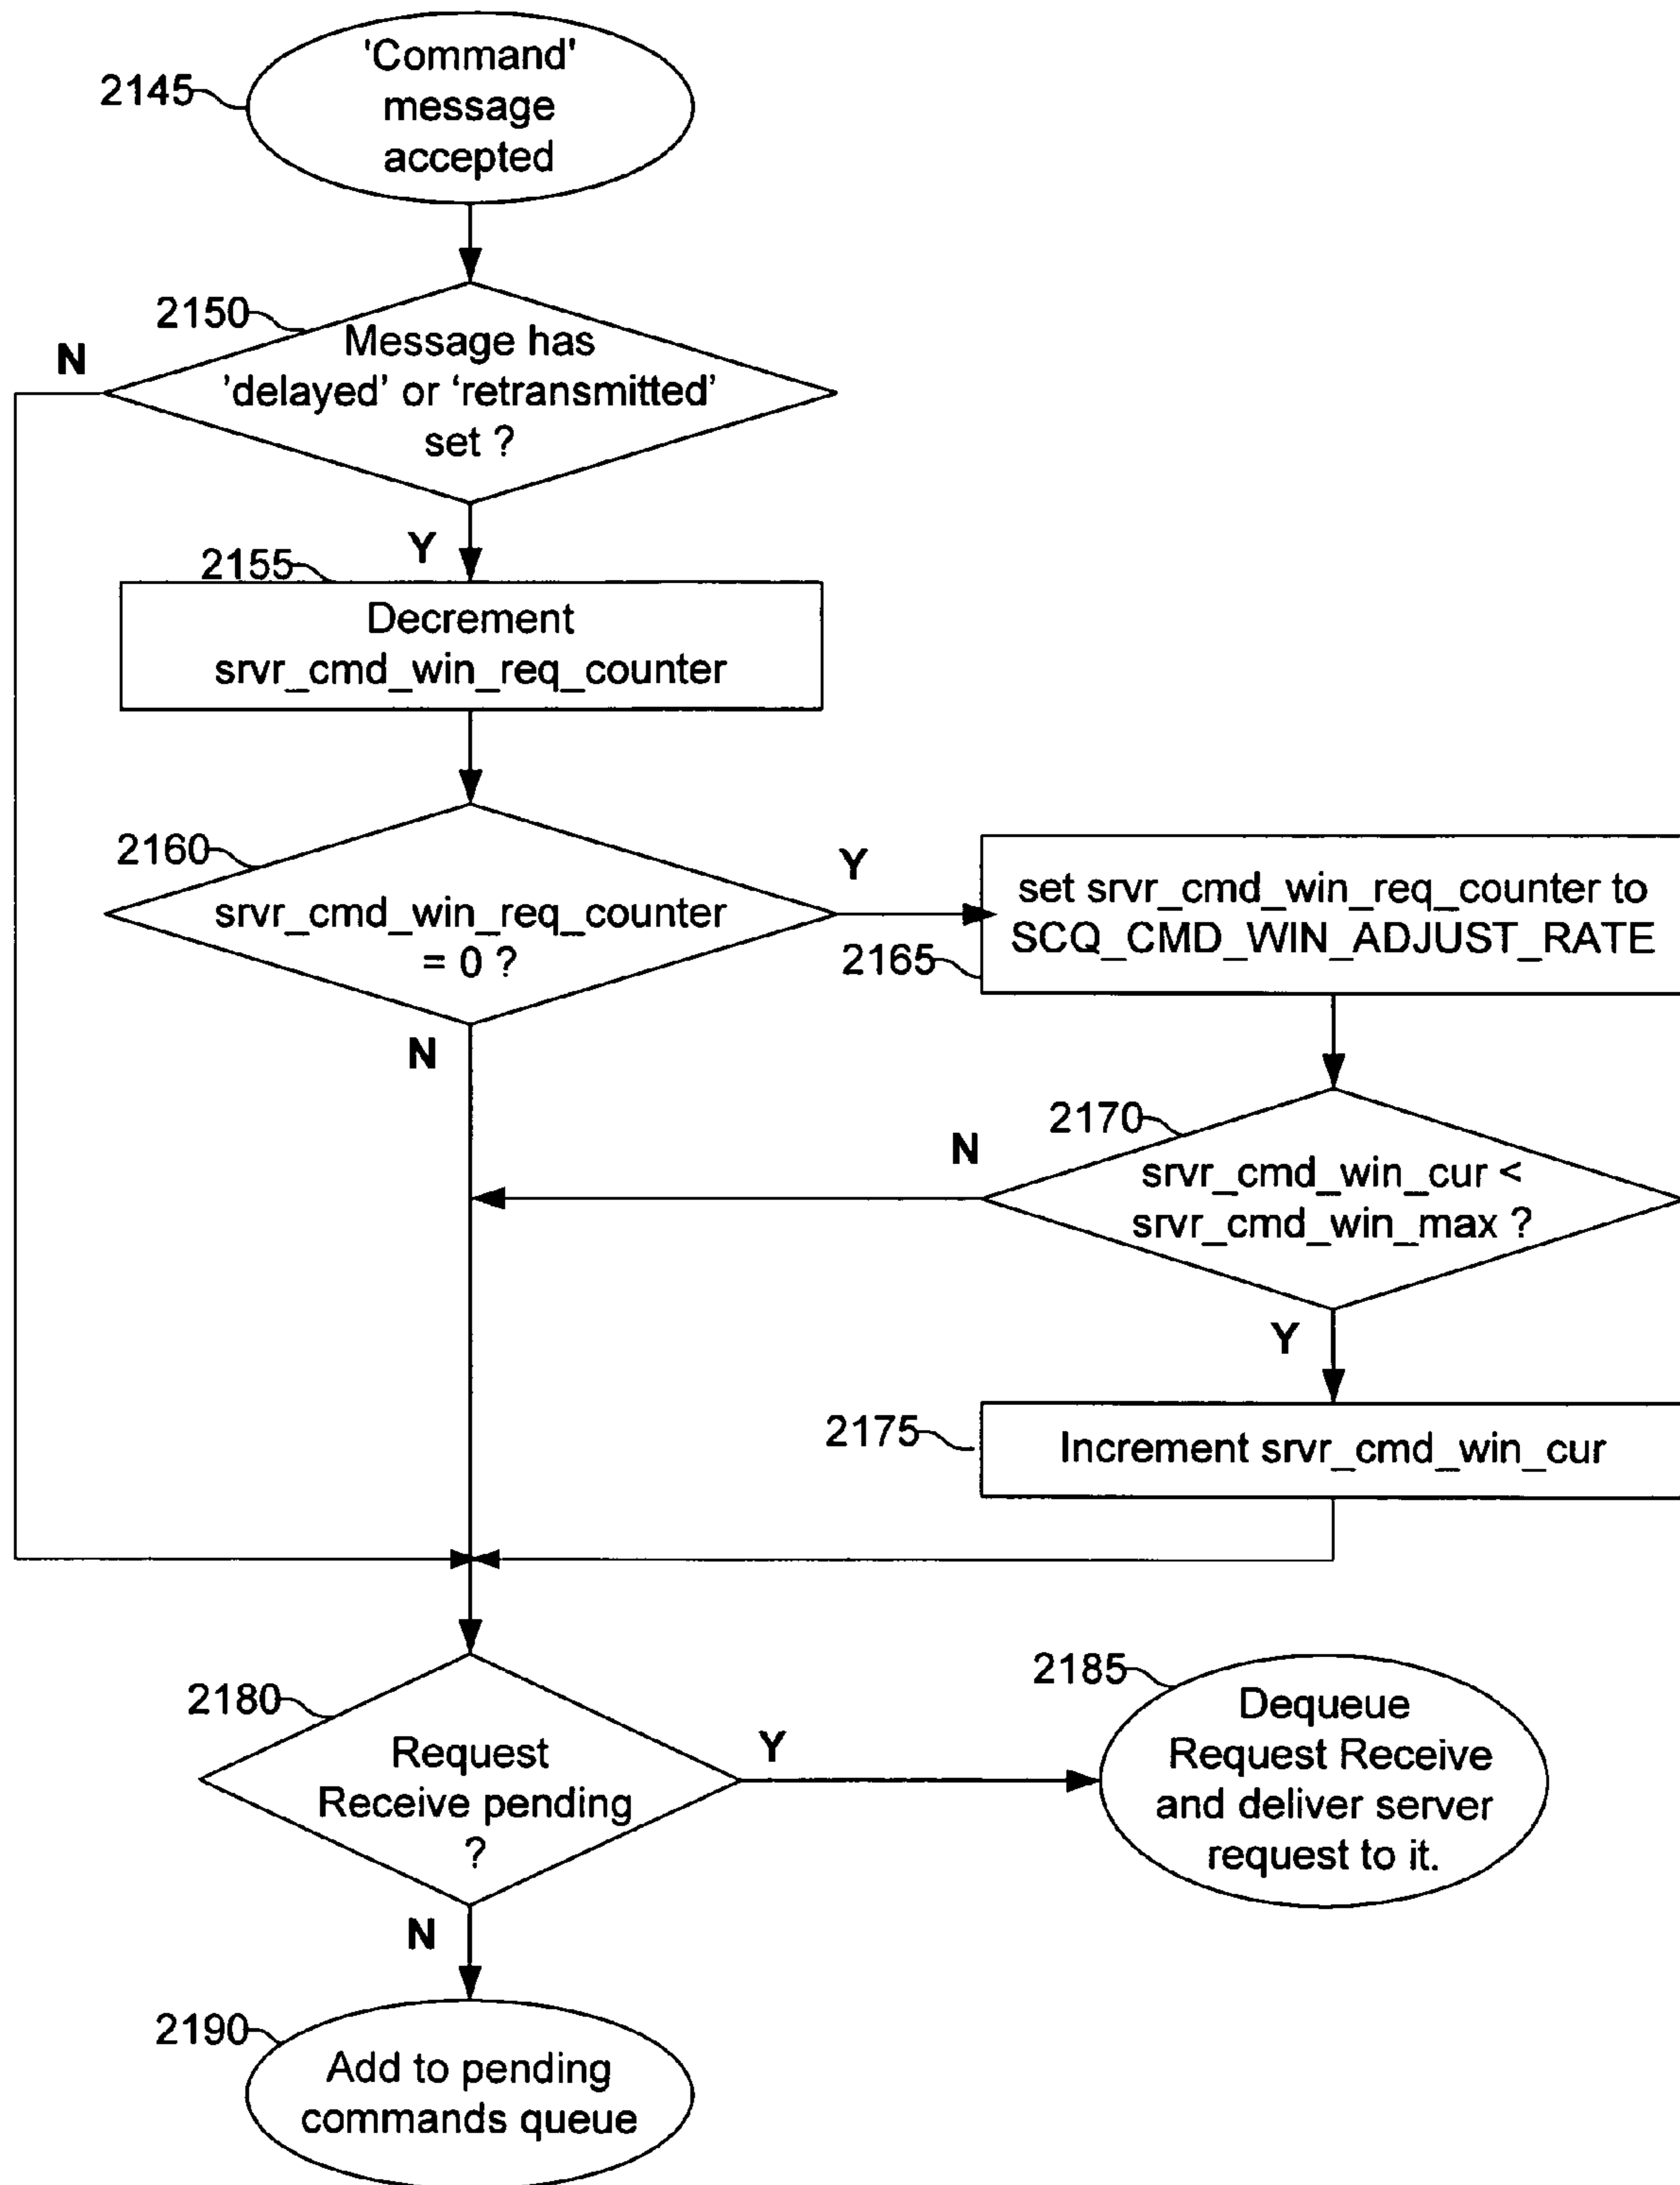 'Command'
message
accepted
2145
2150
Message has
'delayed' or 'retransmitted'
set ?
N
Y
2155
Decrement
srvr_cmd_win_req_counter
2160
srvr_cmd_win_req_counter
= 0 ?
Y
N
2165
set srvr_cmd_win_req_counter to
SCQ_CMD_WIN_ADJUST_RATE
2170
srvr_cmd_win_cur <
srvr_cmd_win_max ?
N
Y
2175
Increment srvr_cmd_win_cur
2180
Request
Receive pending
?
Y
N
2185
Dequeue
Request Receive
and deliver server
request to it.
2190
Add to pending
commands queue